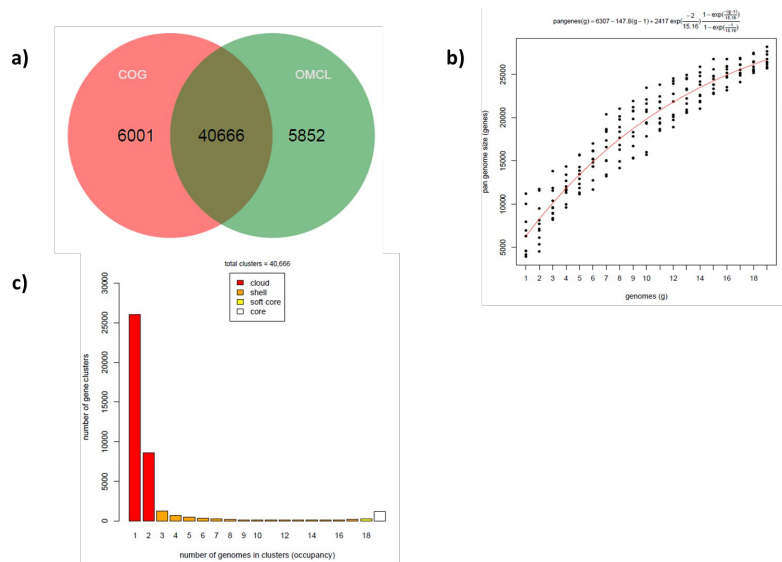 a)
COG
OMCL
6001
40666
5852
b)
pangenes(g) = 6307 − 147.8(g − 1) + 2417 exp(−2/15.16) (1 − exp(−(g−1)/15.16))/(1 − exp(−1/15.16))
pan genome size (genes)
5000 10000 15000 20000 25000
1 2 3 4 5 6 7 8 9 10 12 14 16 18
genomes (g)
c)
total clusters = 40,666
cloud
shell
soft core
core
number of gene clusters
0 5000 10000 15000 20000 25000 30000
1 2 3 4 5 6 7 8 9 10 12 14 16 18
number of genomes in clusters (occupancy)